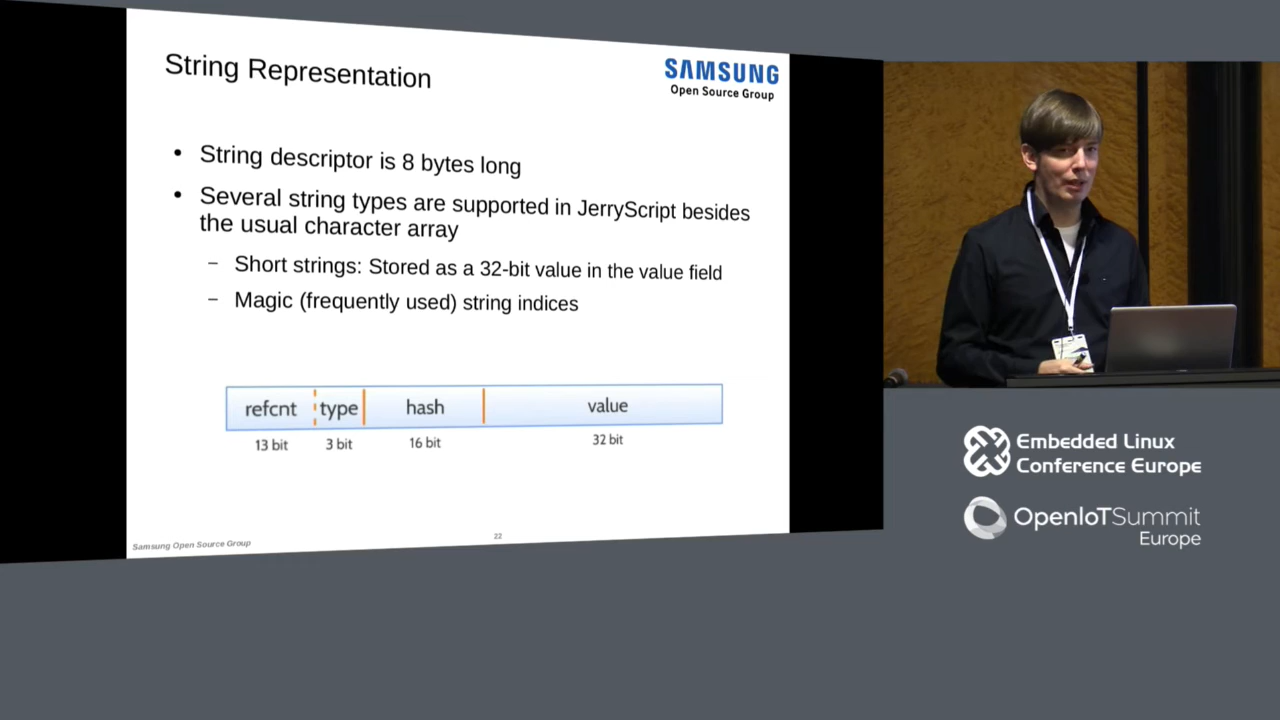 String Representation
SAMSUNG
Open Source Group
• String descriptor is 8 bytes long
• Several string types are supported in JerryScript besides
the usual character array
– Short strings: Stored as a 32-bit value in the value field
– Magic (frequently used) string indices
refcnt type hash value
13 bit 3 bit 16 bit 32 bit
Samsung Open Source Group
22
Embedded Linux
Conference Europe
OpenIoTSummit
Europe